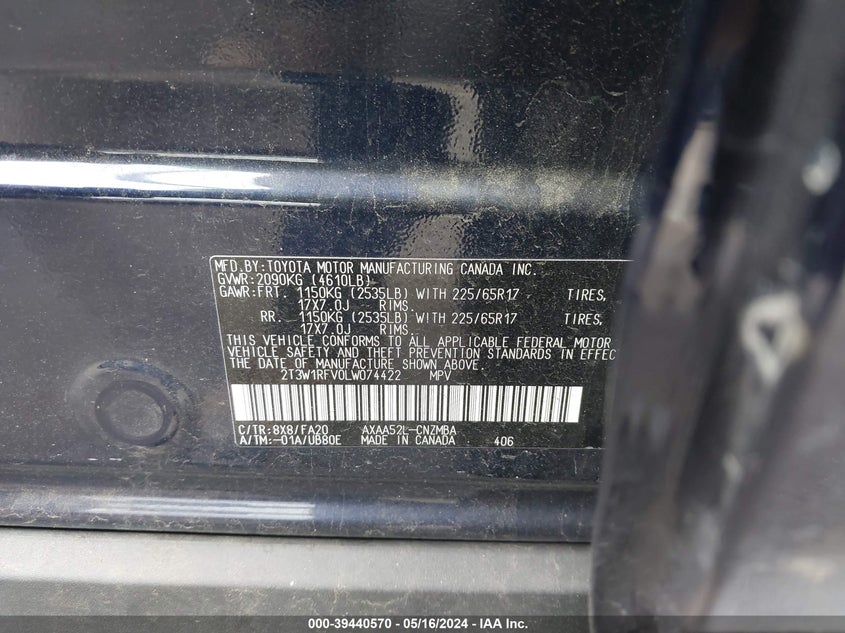 MFD.BY:TOYOTA MOTOR MANUFACTURING CANADA INC.
GVWR:2090KG (4610LB)
GAWR:FRT. 1150KG (2535LB) WITH 225/65R17 TIRES,
17X7.0J RIMS.
RR. 1150KG (2535LB) WITH 225/65R17 TIRES,
17X7.0J RIMS.
THIS VEHICLE CONFORMS TO ALL APPLICABLE FEDERAL MOTOR
VEHICLE SAFETY AND THEFT PREVENTION STANDARDS IN EFFECT
THE DATE OF MANUFACTURE SHOWN ABOVE.
2T3W1RFV0LW074422 MPV
C/TR:8X8/FA20 AXAA52L-CNZMBA
A/TM:-01A/UB80E MADE IN CANADA 406
000-39440570 - 05/16/2024 - IAA Inc.